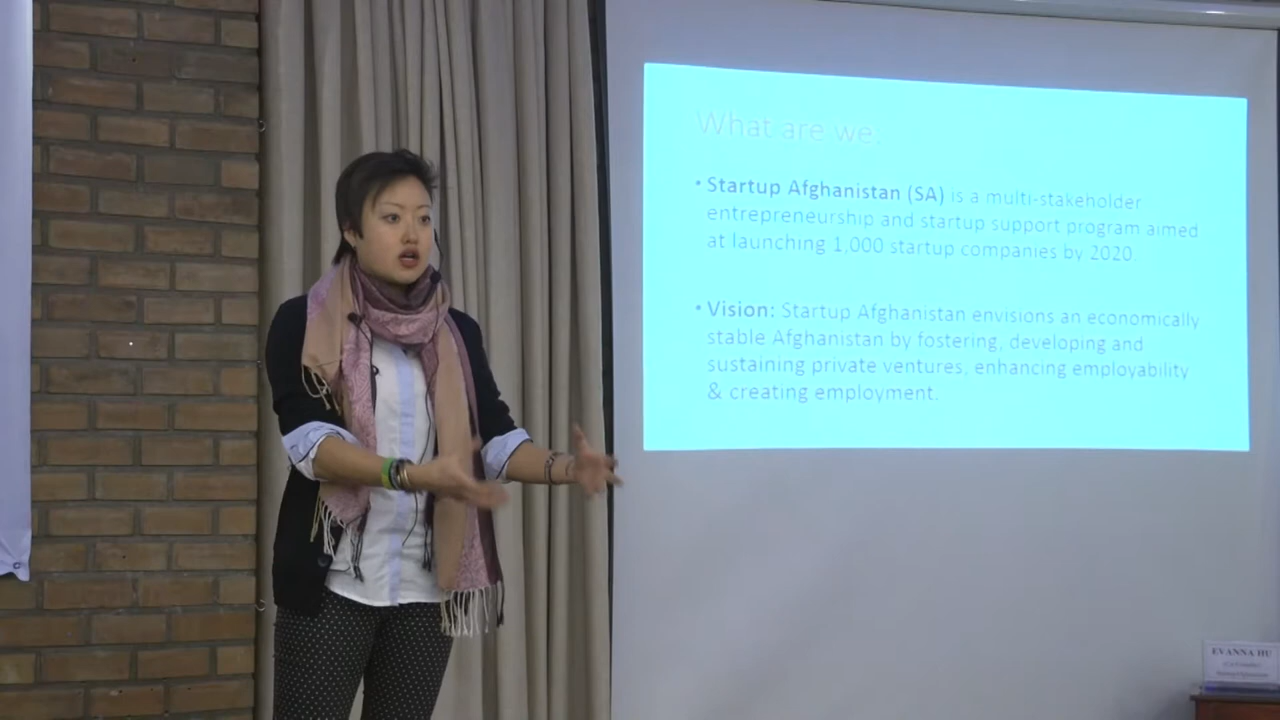 What are we:
• Startup Afghanistan (SA) is a multi-stakeholder
entrepreneurship and startup support program aimed
at launching 1,000 startup companies by 2020.
• Vision: Startup Afghanistan envisions an economically
stable Afghanistan by fostering, developing and
sustaining private ventures, enhancing employability
& creating employment.
EVANNA HU